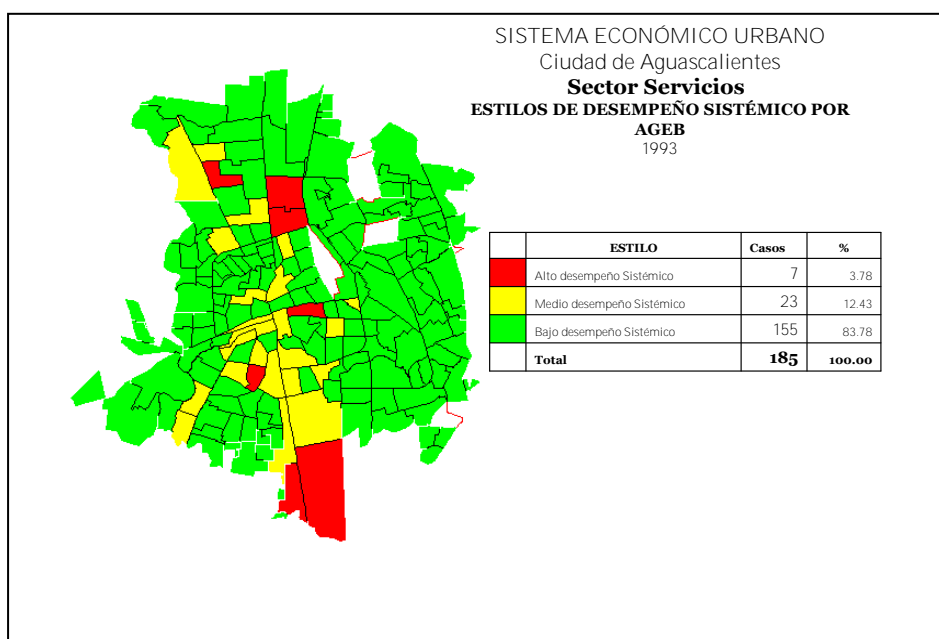 SISTEMA ECONÓMICO URBANO
Ciudad de Aguascalientes
Sector Servicios
ESTILOS DE DESEMPEÑO SISTÉMICO POR
AGEB
1993
ESTILO Casos %
Alto desempeño Sistémico 7 3.78
Medio desempeño Sistémico 23 12.43
Bajo desempeño Sistémico 155 83.78
Total 185 100.00